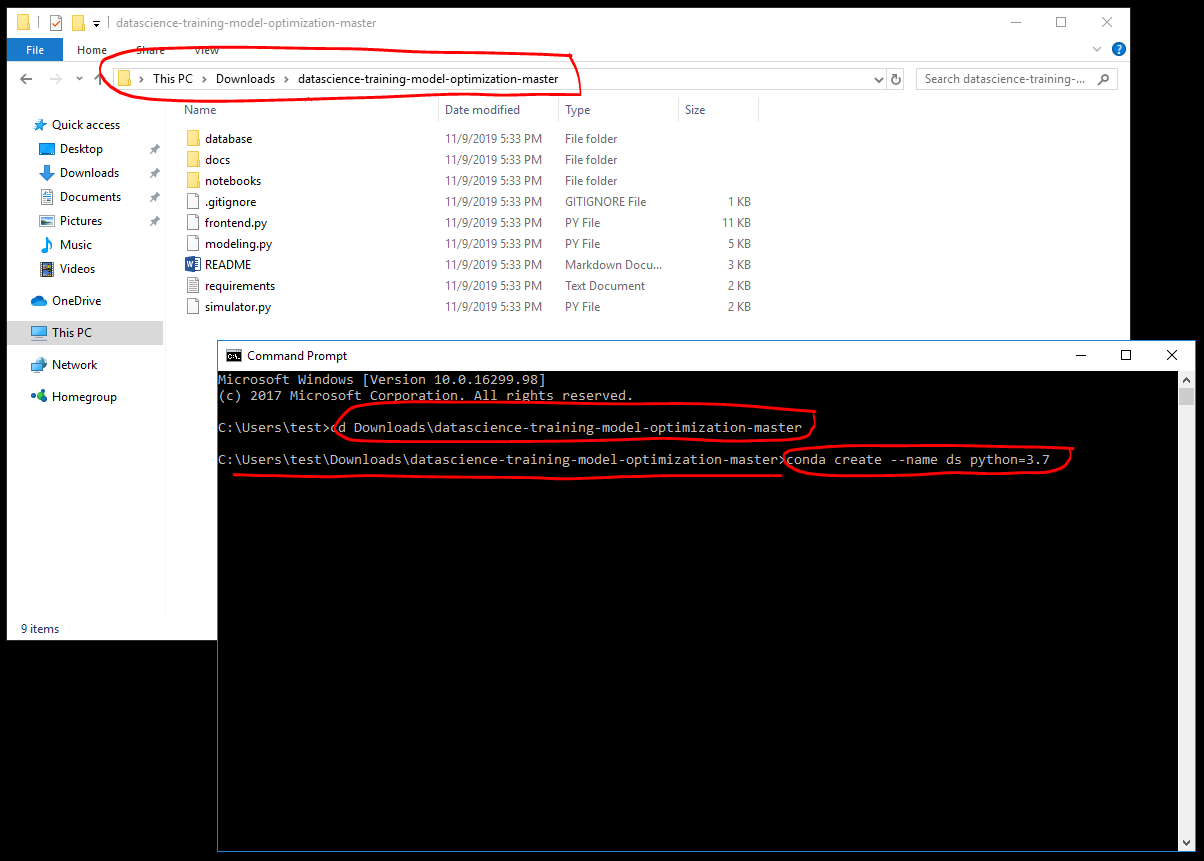 datascience-training-model-optimization-master
File Home Share View
This PC > Downloads > datascience-training-model-optimization-master
Search datascience-training-...
Name Date modified Type Size
Quick access
Desktop
Downloads
Documents
Pictures
Music
Videos
OneDrive
This PC
Network
Homegroup
database 11/9/2019 5:33 PM File folder
docs 11/9/2019 5:33 PM File folder
notebooks 11/9/2019 5:33 PM File folder
.gitignore 11/9/2019 5:33 PM GITIGNORE File 1 KB
frontend.py 11/9/2019 5:33 PM PY File 11 KB
modeling.py 11/9/2019 5:33 PM PY File 5 KB
README 11/9/2019 5:33 PM Markdown Docu... 3 KB
requirements 11/9/2019 5:33 PM Text Document 2 KB
simulator.py 11/9/2019 5:33 PM PY File 2 KB
9 items
Command Prompt
Microsoft Windows [Version 10.0.16299.98]
(c) 2017 Microsoft Corporation. All rights reserved.
C:\Users\test>cd Downloads\datascience-training-model-optimization-master
C:\Users\test\Downloads\datascience-training-model-optimization-master>conda create --name ds python=3.7